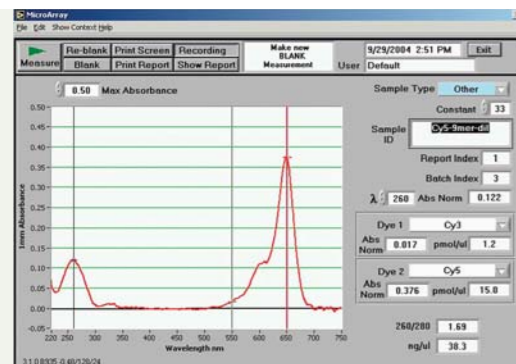 MicroArray
File Edit Show Context Help
Measure Re-blank Print Screen Recording
Blank Print Report Show Report
Make new
BLANK
Measurement
9/29/2004 2:51 PM Exit
User Default
0.50 Max Absorbance
Sample Type Other
Constant 33
Sample
ID Cy5-9mer-dil
Report Index 1
Batch Index 3
λ 260 Abs Norm 0.122
Dye 1 Cy3
Abs
Norm 0.017 pmol/ul 1.2
Dye 2 Cy5
Abs
Norm 0.376 pmol/ul 15.0
260/280 1.69
ng/ul 38.3
1mm Absorbance
0.50
0.45
0.40
0.35
0.30
0.25
0.20
0.15
0.10
0.05
0.00
-0.05
220 250 300 350 400 450 500 550 600 650 700 750
Wavelength nm